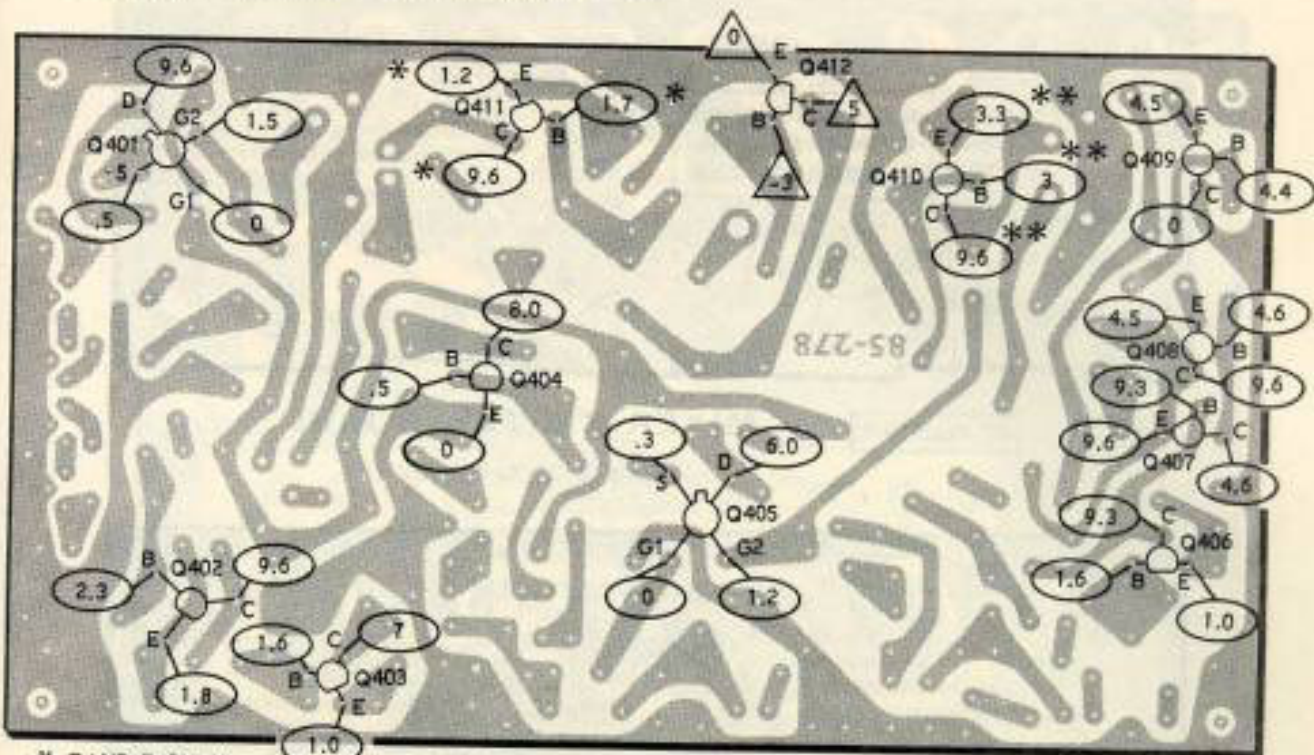 0
9.6
E
Q412
D
G2
1.5
Q401
S
.5
G1
0
*
1.2
E
Q411
1.7
*
C
B
*
9.6
B
C
5
-3
3.3
**
E
**
Q410
B
3
C
9.6
**
4.5
E
B
Q409
C
4.4
0
8.0
C
B
.5
Q404
E
0
85-278
4.5
E
4.6
Q408
B
C
9.3
9.6
B
E
9.6
C
Q407
4.6
.3
6.0
D
S
Q405
G1
G2
0
1.2
9.3
C
Q406
1.6
B
E
1.0
B
Q402
9.6
2.3
C
E
1.8
1.6
C
7
B
Q403
E
1.0